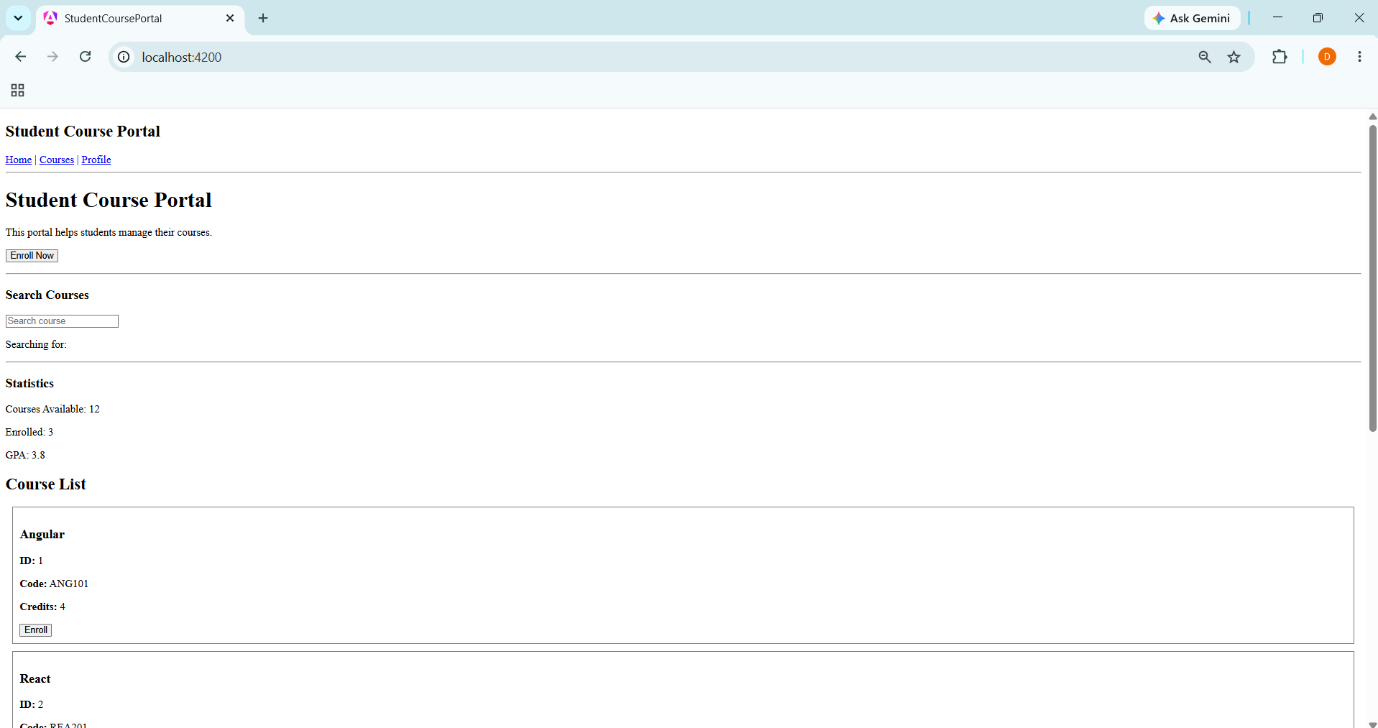 StudentCoursePortal
Ask Gemini
localhost:4200
D
Student Course Portal
Home | Courses | Profile
Student Course Portal
This portal helps students manage their courses.
Enroll Now
Search Courses
Search course
Searching for:
Statistics
Courses Available: 12
Enrolled: 3
GPA: 3.8
Course List
Angular
ID: 1
Code: ANG101
Credits: 4
Enroll
React
ID: 2
Code: REA201